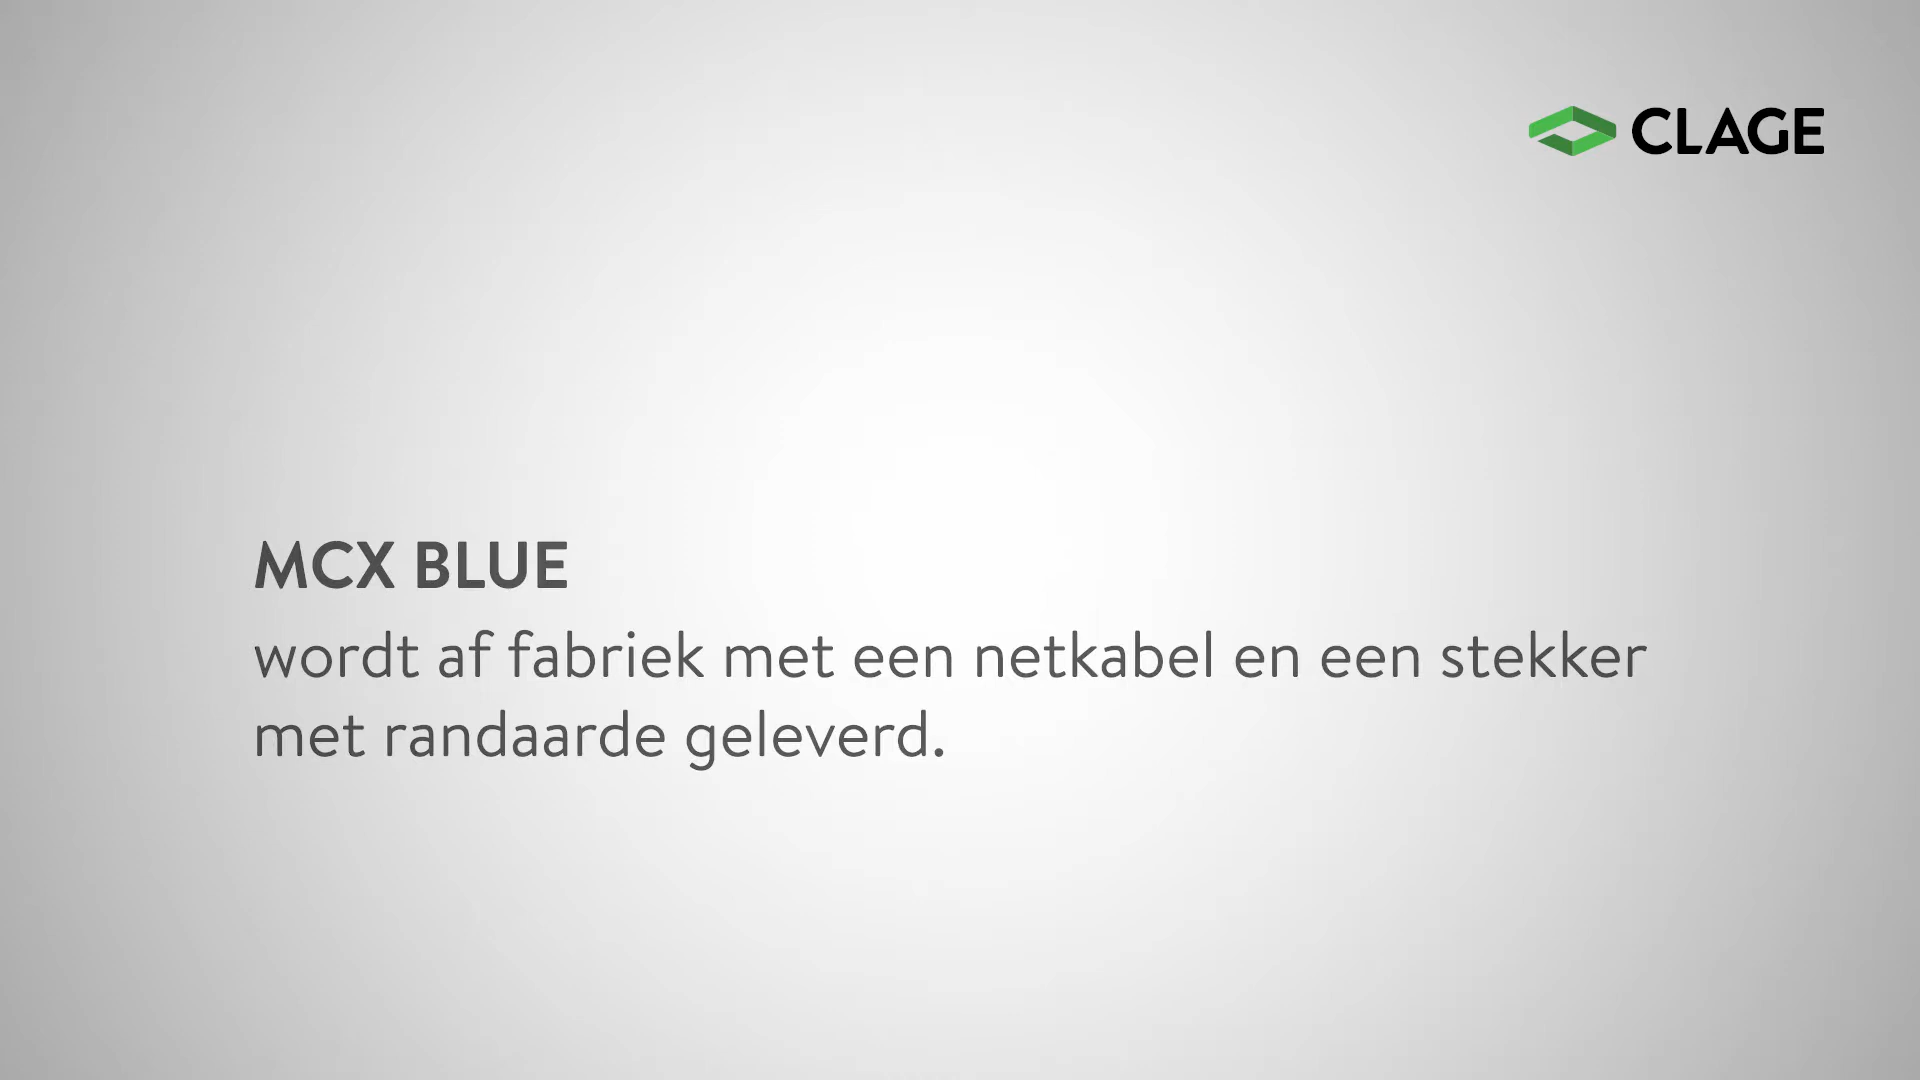 CLAGE
MCX BLUE
wordt af fabriek met een netkabel en een stekker
met randaarde geleverd.